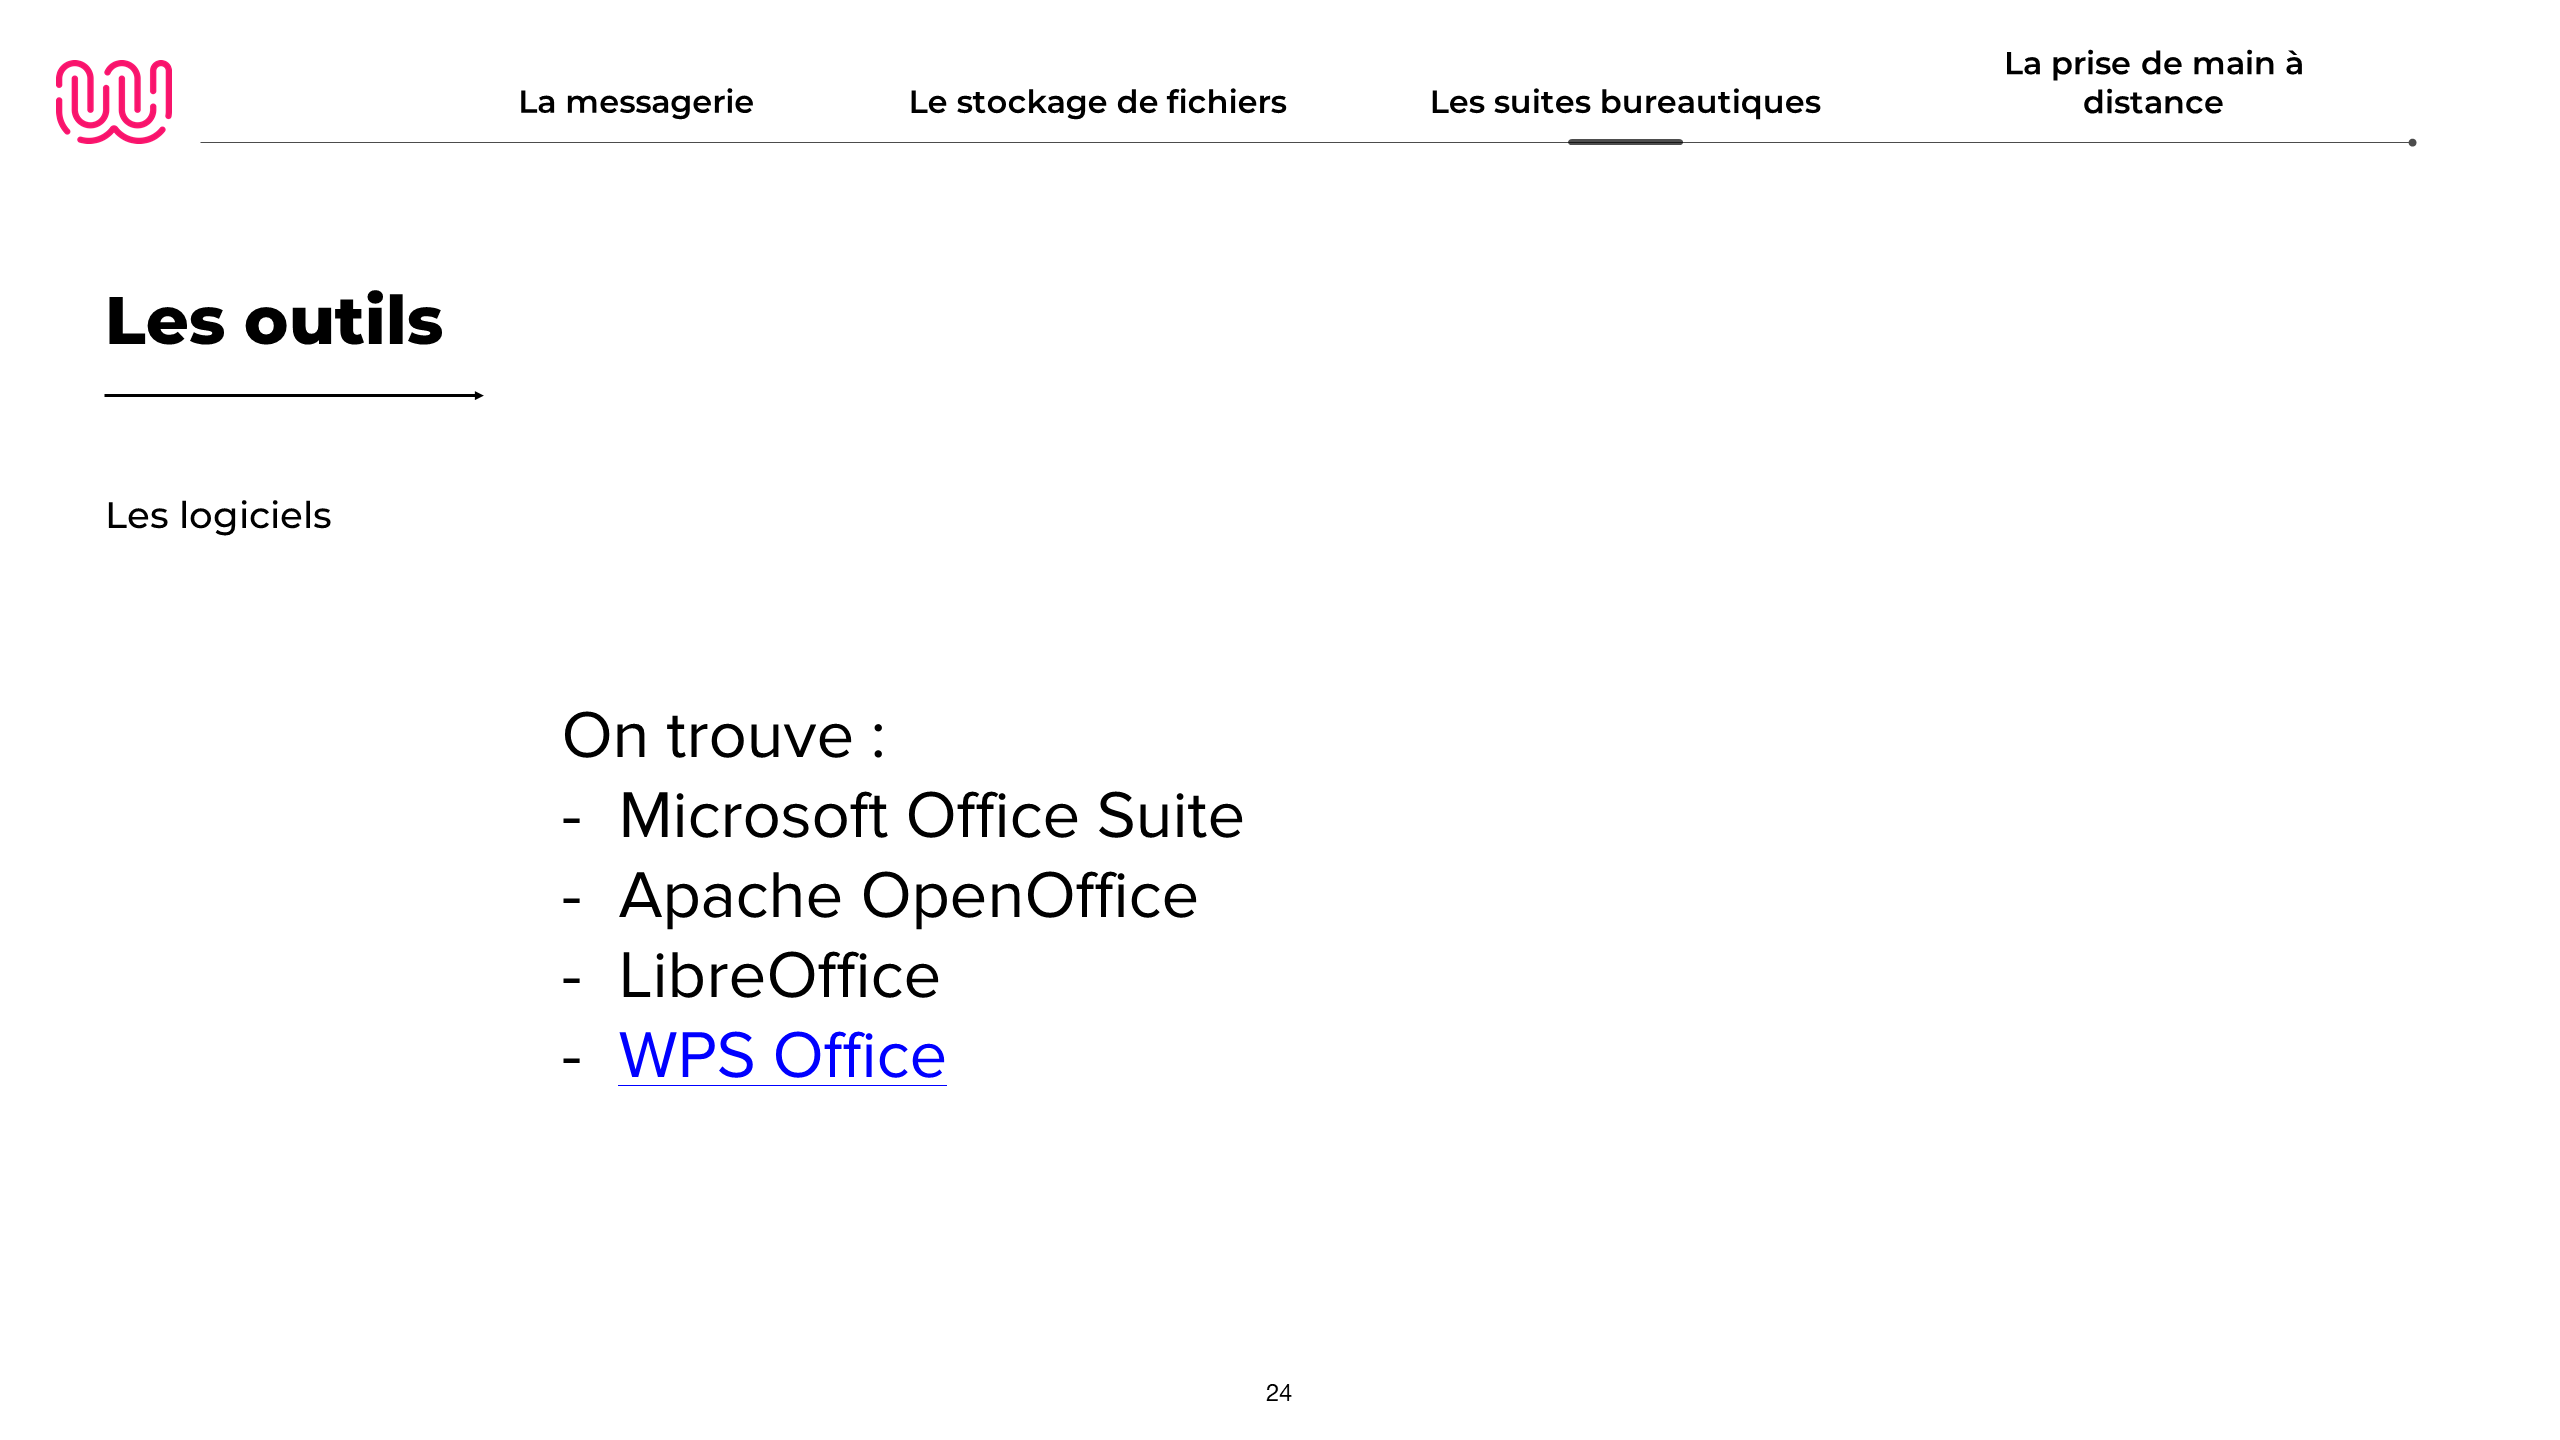 La messagerie
Le stockage de fichiers
Les suites bureautiques
La prise de main à
distance
Les outils
Les logiciels
On trouve :
- Microsoft Office Suite
- Apache OpenOffice
- LibreOffice
- WPS Office
24